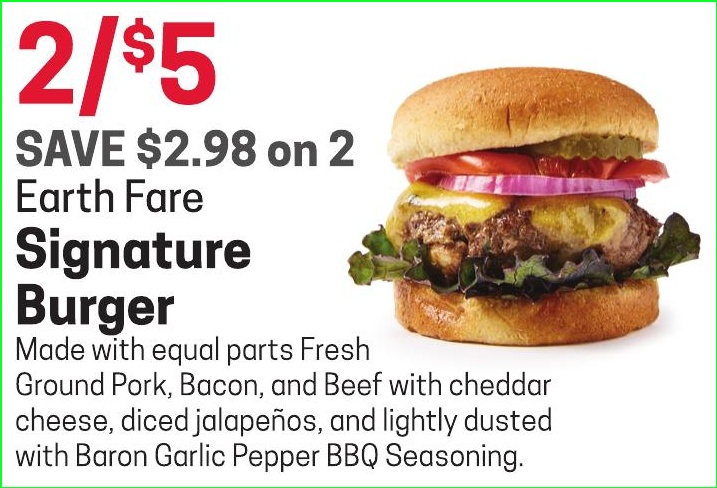 2/$5
SAVE $2.98 on 2
Earth Fare
Signature
Burger
Made with equal parts Fresh
Ground Pork, Bacon, and Beef with cheddar
cheese, diced jalapeños, and lightly dusted
with Baron Garlic Pepper BBQ Seasoning.